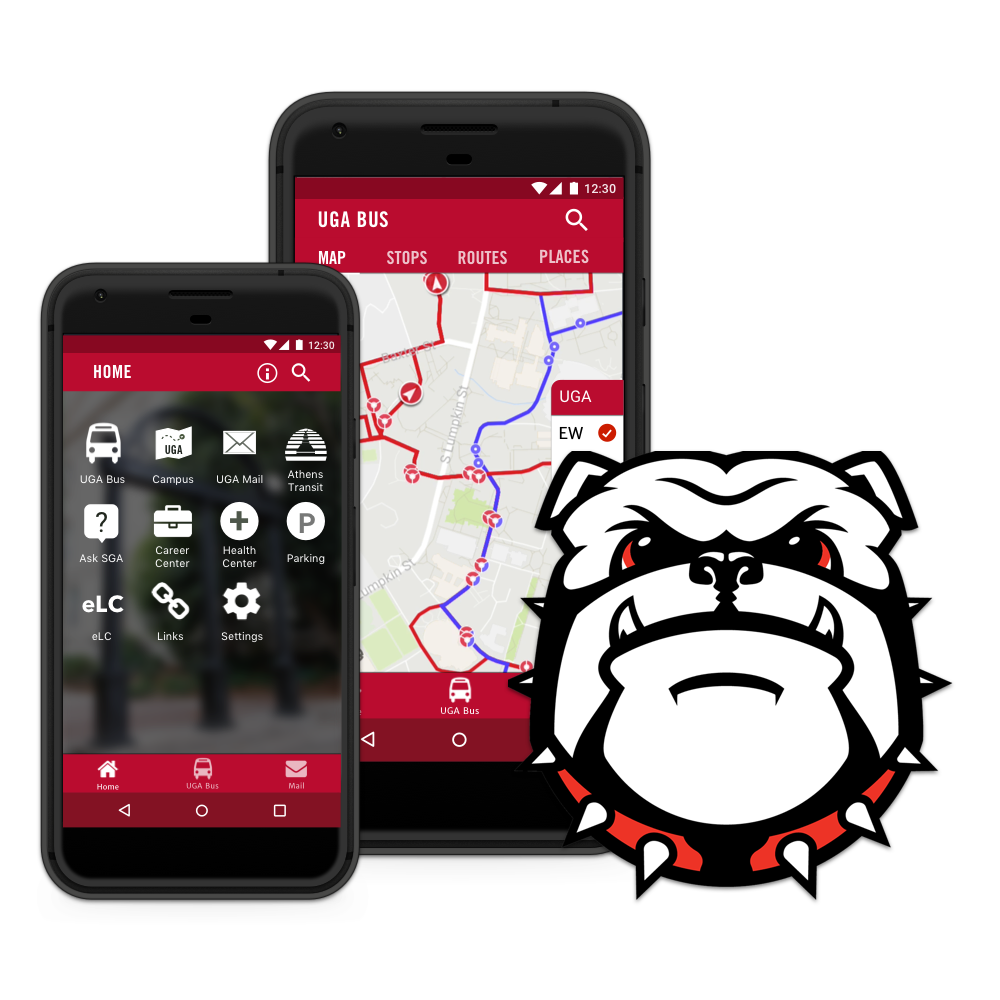 12:30
UGA BUS
MAP STOPS ROUTES PLACES
Baxter St
S Lumpkin St
UGA
EW
umpkin St
UGA Bus
12:30
HOME
UGA
UGA Bus Campus UGA Mail Athens Transit
?
P
Ask SGA Career Center Health Center Parking
eLC
eLC Links Settings
Home UGA Bus Mail